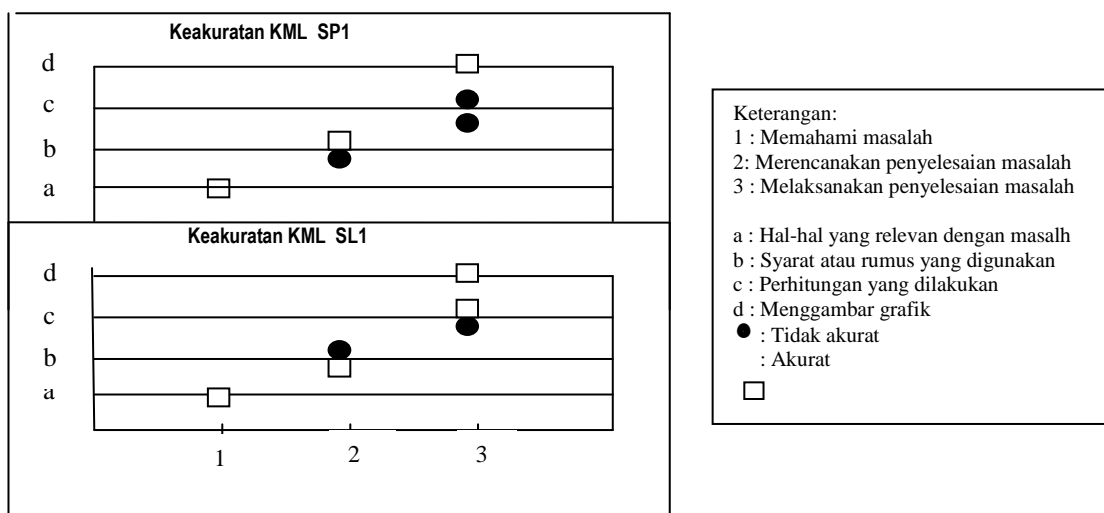 Keakuratan KML SP1
d
c
b
a
Keakuratan KML SL1
d
c
b
a
1 2 3
Keterangan:
1 : Memahami masalah
2: Merencanakan penyelesaian masalah
3 : Melaksanakan penyelesaian masalah
a : Hal-hal yang relevan dengan masalh
b : Syarat atau rumus yang digunakan
c : Perhitungan yang dilakukan
d : Menggambar grafik
: Tidak akurat
: Akurat